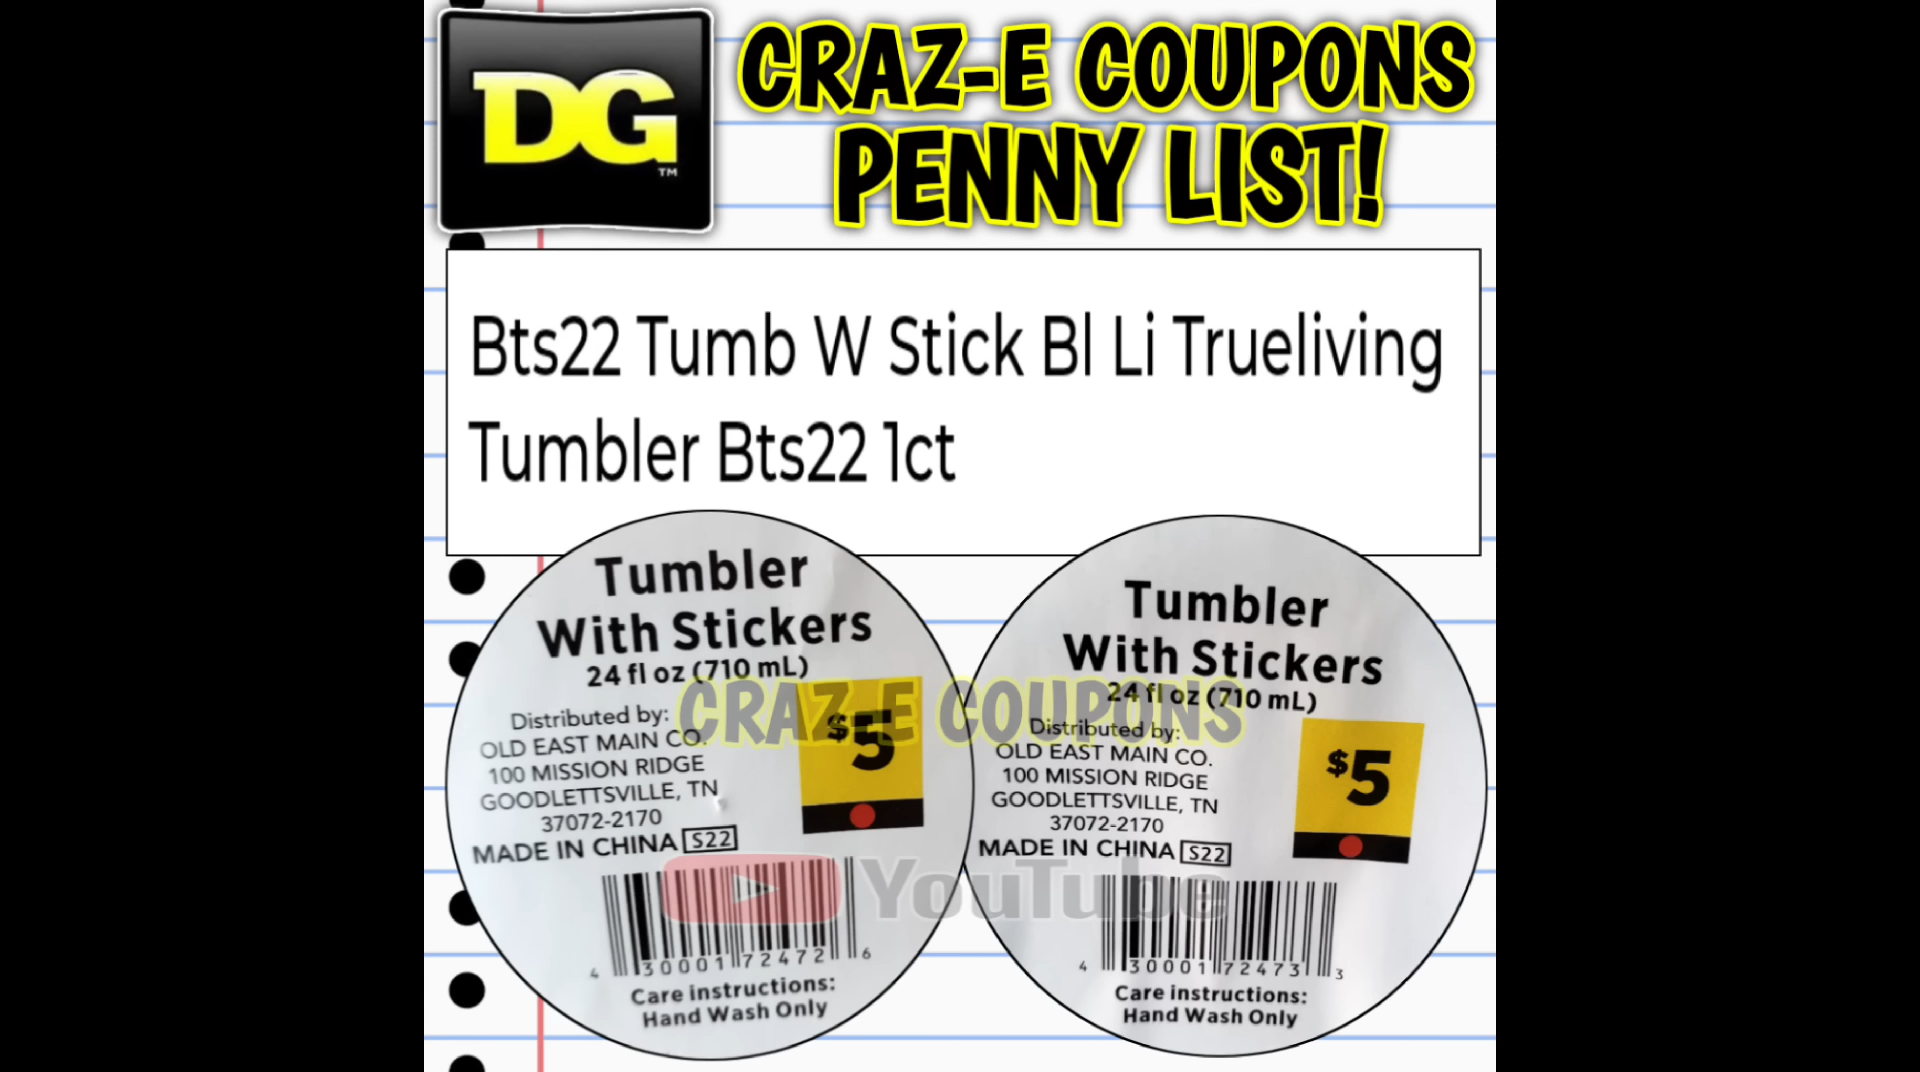 DG
TM
CRAZ-E COUPONS
PENNY LIST!
Bts22 Tumb W Stick Bl Li Trueliving
Tumbler Bts22 1ct
Tumbler
With Stickers
24 fl oz (710 mL)
Distributed by:
OLD EAST MAIN CO.
100 MISSION RIDGE
GOODLETTSVILLE, TN
37072-2170
MADE IN CHINA S22
$5
4 30001 72472 6
Care instructions:
Hand Wash Only
Tumbler
With Stickers
24 fl oz (710 mL)
Distributed by:
OLD EAST MAIN CO.
100 MISSION RIDGE
GOODLETTSVILLE, TN
37072-2170
MADE IN CHINA S22
$5
4 30001 72473 3
Care instructions:
Hand Wash Only
CRAZ-E COUPONS
YouTube